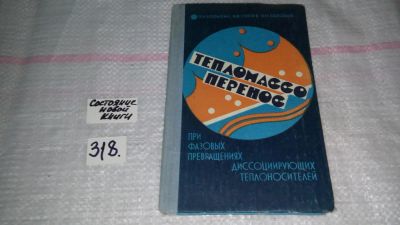 СОСТОЯНИЕ
НОВОЙ
КНИГИ
318.
ТЕПЛОМАССО
ПЕРЕНОС
ПРИ
ФАЗОВЫХ
ПРЕВРАЩЕНИЯХ
ДИССОЦИИРУЮЩИХ
ТЕПЛОНОСИТЕЛЕЙ